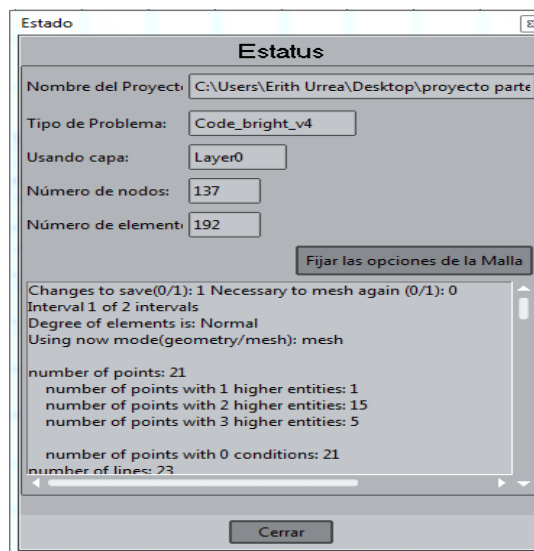 Estado
Estatus
Nombre del Proyect C:\Users\Erith Urrea\Desktop\proyecto parte
Tipo de Problema: Code_bright_v4
Usando capa: Layer0
Número de nodos: 137
Número de element 192
Fijar las opciones de la Malla
Changes to save(0/1): 1 Necessary to mesh again (0/1): 0
Interval 1 of 2 intervals
Degree of elements is: Normal
Using now mode(geometry/mesh): mesh
number of points: 21
number of points with 1 higher entities: 1
number of points with 2 higher entities: 15
number of points with 3 higher entities: 5
number of points with 0 conditions: 21
number of lines: 23
Cerrar